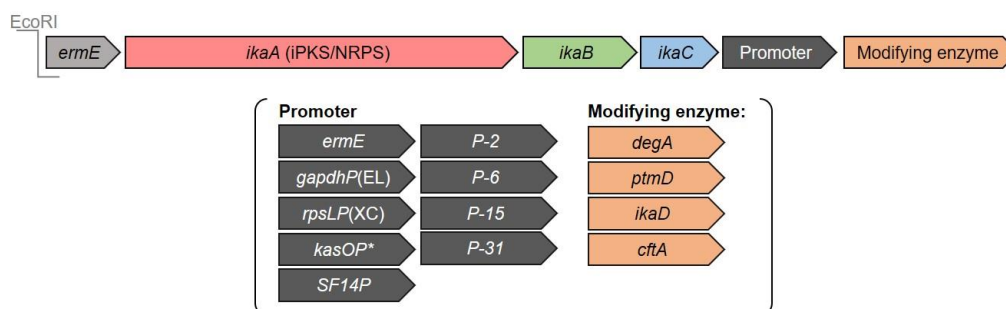 EcoRI
ermE ikaA (iPKS/NRPS) ikaB ikaC Promoter Modifying enzyme
Promoter Modifying enzyme:
ermE P-2 degA
gapdhP(EL) P-6 ptmD
rpsLP(XC) P-15 ikaD
kasOP* P-31 cftA
SF14P